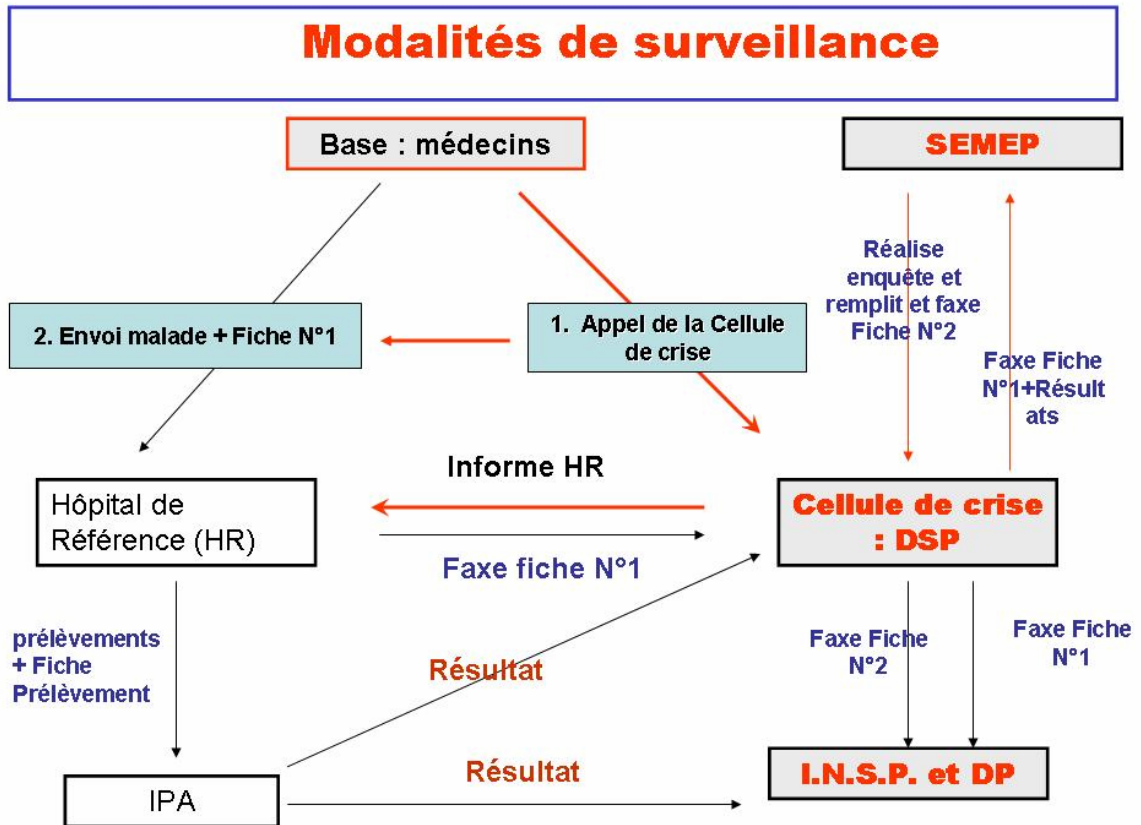 Modalités de surveillance
Base : médecins
SEMEP
Réalise
enquête et
remplit et faxe
Fiche N°2
Faxe Fiche
N°1+Résult
ats
2. Envoi malade + Fiche N°1
1. Appel de la Cellule
de crise
Informe HR
Hôpital de
Référence (HR)
Cellule de crise
: DSP
Faxe fiche N°1
prélèvements
+ Fiche
Prélèvement
Résultat
Faxe Fiche
N°2
Faxe Fiche
N°1
Résultat
IPA
I.N.S.P. et DP